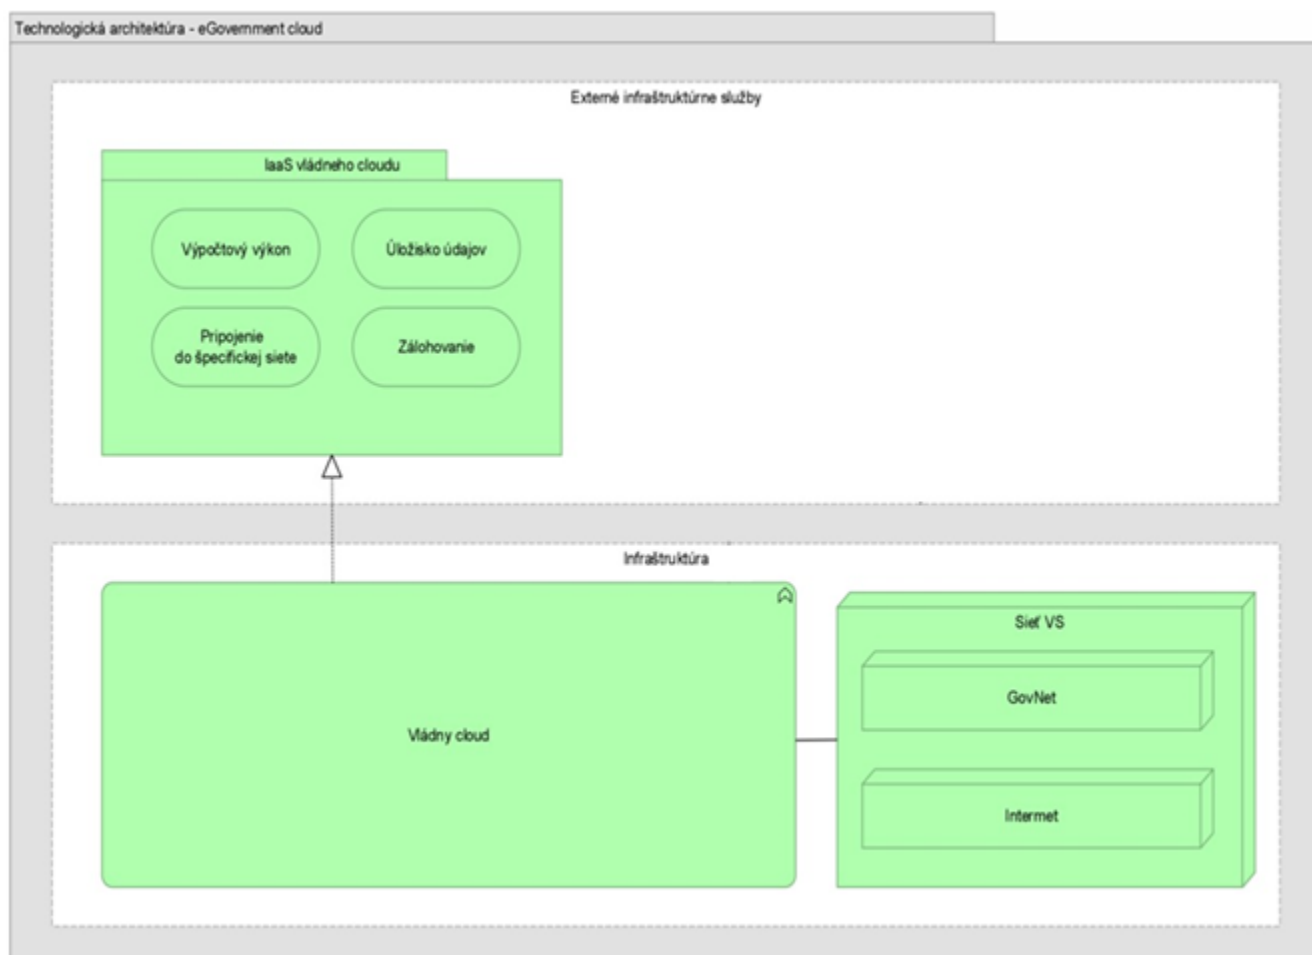 Technologická architektúra - eGovernment cloud
Externé infraštruktúrne služby
IaaS vládneho cloudu
Výpočtový výkon
Úložisko údajov
Pripojenie
do špecifickej siete
Zálohovanie
Infraštruktúra
Vládny cloud
Sieť VS
GovNet
Internet